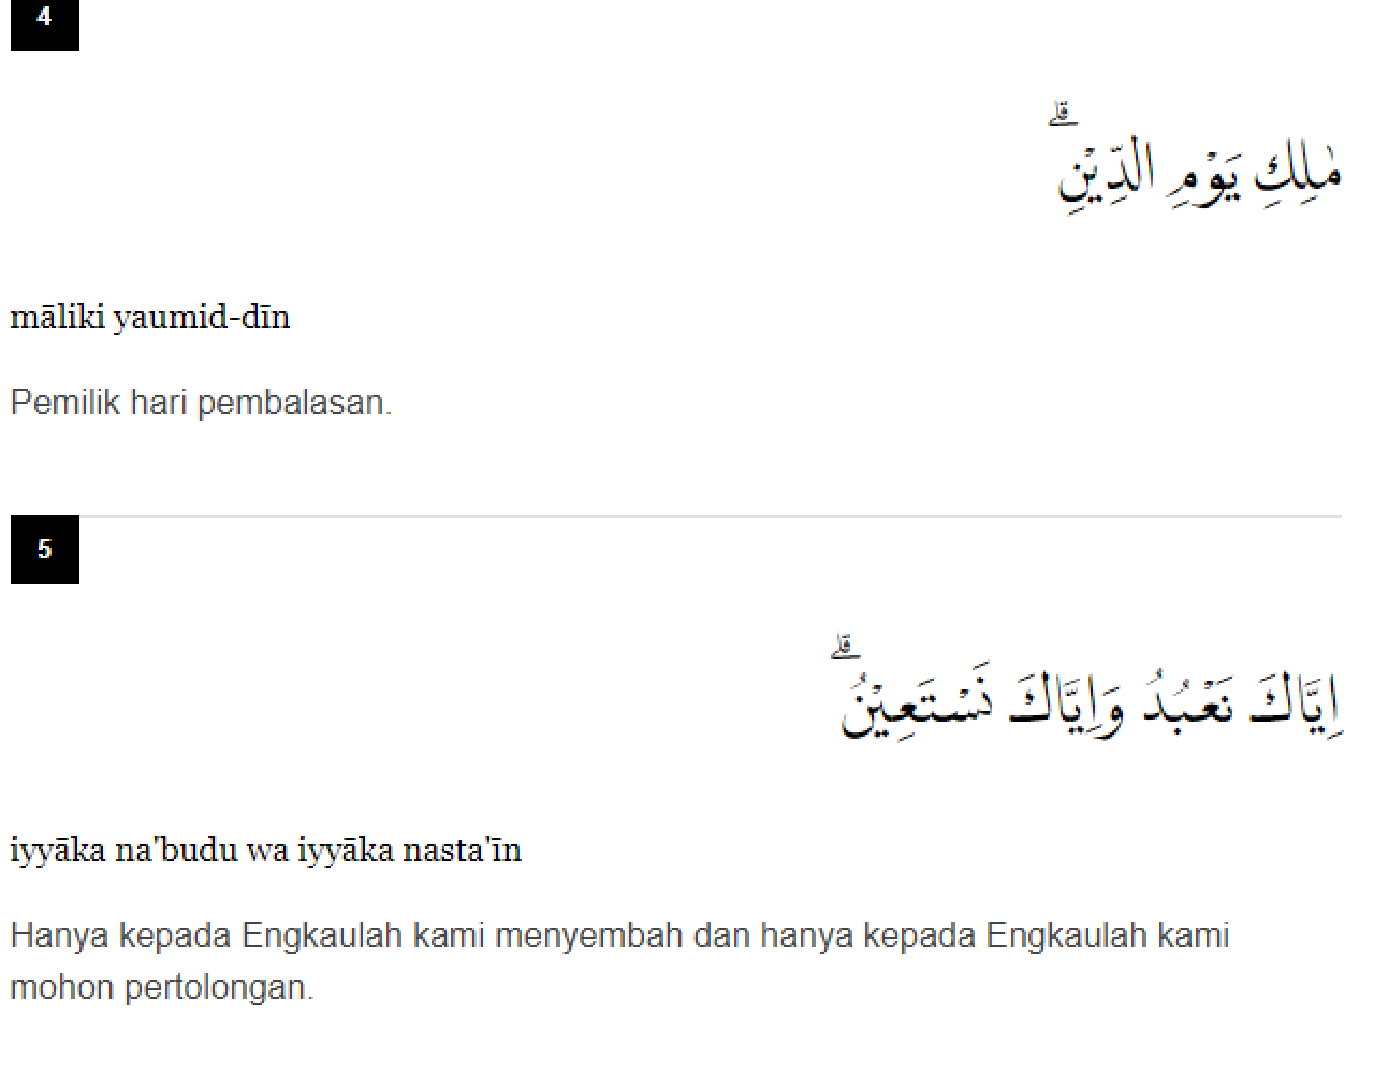 4
مٰلِكِ يَوْمِ الدِّيْنِۗ
māliki yaumid-dīn
Pemilik hari pembalasan.
5
اِيَّاكَ نَعْبُدُ وَاِيَّاكَ نَسْتَعِيْنُۗ
iyyāka na'budu wa iyyāka nasta'īn
Hanya kepada Engkaulah kami menyembah dan hanya kepada Engkaulah kami
mohon pertolongan.